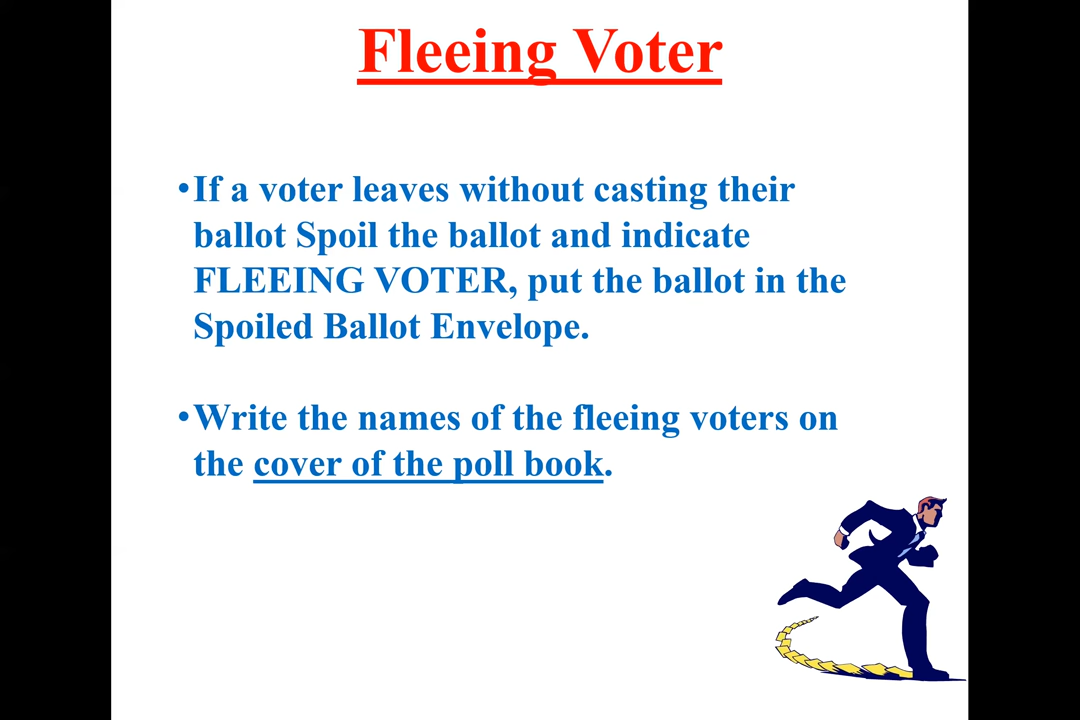 Fleeing Voter
•If a voter leaves without casting their
ballot Spoil the ballot and indicate
FLEEING VOTER, put the ballot in the
Spoiled Ballot Envelope.
•Write the names of the fleeing voters on
the cover of the poll book.